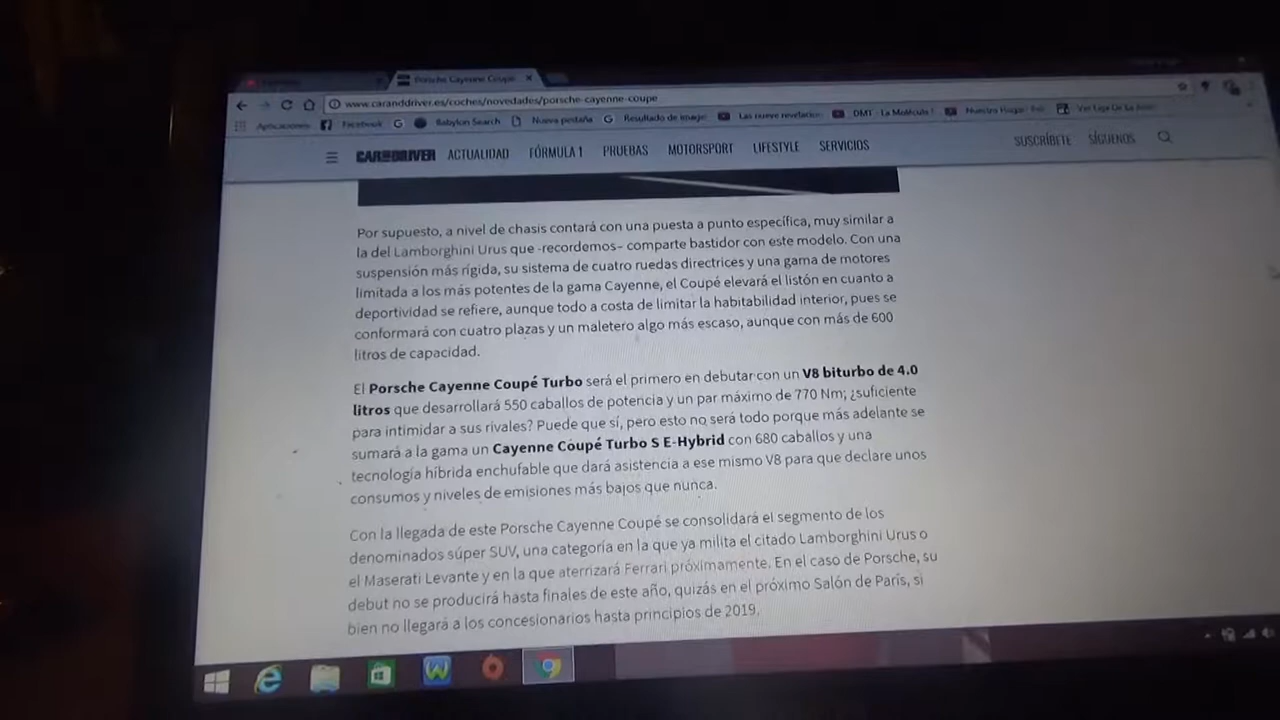 Porsche Cayenne Coupé
www.caranddriver.es/coches/novedades/porsche-cayenne-coupe
Aplicaciones Facebook Babylon Search Nueva pestaña Resultado de image Las nueve revelacio DMT - La Molécula
CAR AND DRIVER ACTUALIDAD FÓRMULA 1 PRUEBAS MOTORSPORT LIFESTYLE SERVICIOS SUSCRÍBETE SÍGUENOS
Por supuesto, a nivel de chasis contará con una puesta a punto específica, muy similar a
la del Lamborghini Urus que -recordemos– comparte bastidor con este modelo. Con una
suspensión más rígida, su sistema de cuatro ruedas directrices y una gama de motores
limitada a los más potentes de la gama Cayenne, el Coupé elevará el listón en cuanto a
deportividad se refiere, aunque todo a costa de limitar la habitabilidad interior, pues se
conformará con cuatro plazas y un maletero algo más escaso, aunque con más de 600
litros de capacidad.
El Porsche Cayenne Coupé Turbo será el primero en debutar con un V8 biturbo de 4.0
litros que desarrollará 550 caballos de potencia y un par máximo de 770 Nm; ¿suficiente
para intimidar a sus rivales? Puede que sí, pero esto no será todo porque más adelante se
sumará a la gama un Cayenne Coupé Turbo S E-Hybrid con 680 caballos y una
tecnología híbrida enchufable que dará asistencia a ese mismo V8 para que declare unos
consumos y niveles de emisiones más bajos que nunca.
Con la llegada de este Porsche Cayenne Coupé se consolidará el segmento de los
denominados súper SUV, una categoría en la que ya milita el citado Lamborghini Urus o
el Maserati Levante y en la que aterrizará Ferrari próximamente. En el caso de Porsche, su
debut no se producirá hasta finales de este año, quizás en el próximo Salón de París, si
bien no llegará a los concesionarios hasta principios de 2019.